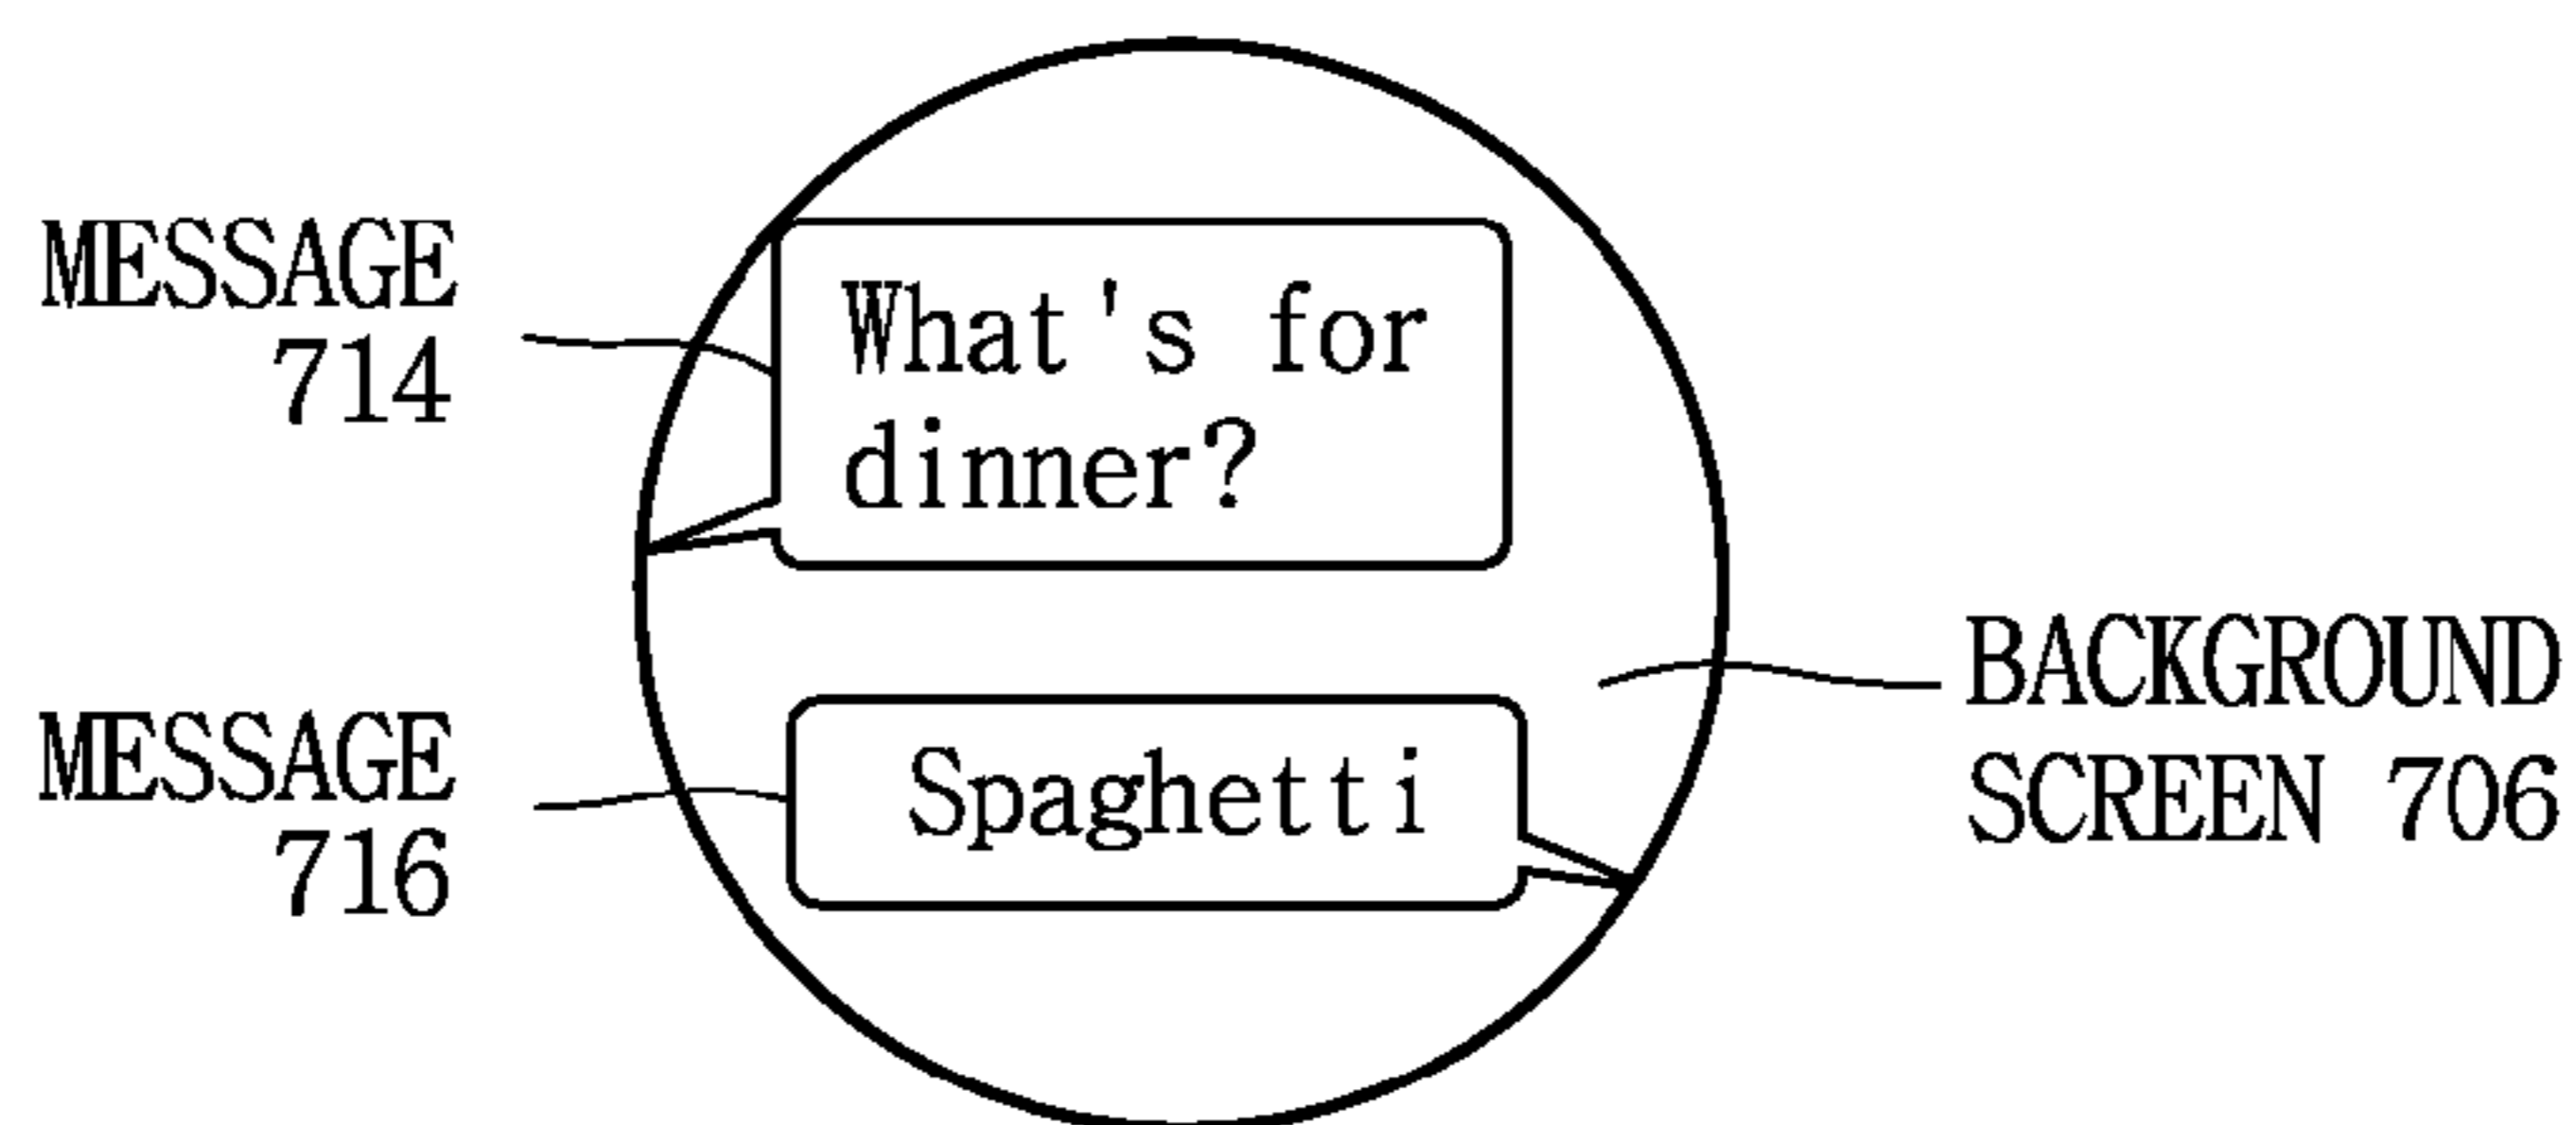 MESSAGE
714
What's for
dinner?
MESSAGE
716
Spaghetti
BACKGROUND
SCREEN 706